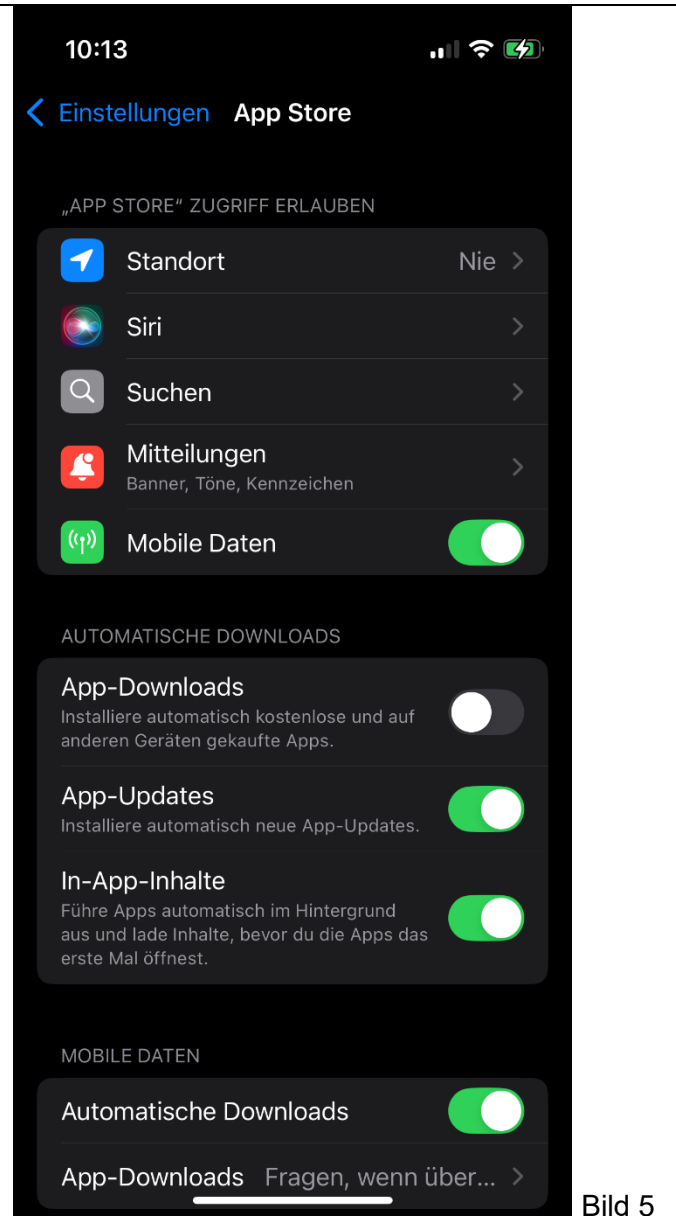 10:13
Einstellungen App Store
„APP STORE“ ZUGRIFF ERLAUBEN
Standort Nie
Siri
Suchen
Mitteilungen
Banner, Töne, Kennzeichen
Mobile Daten
AUTOMATISCHE DOWNLOADS
App-Downloads
Installiere automatisch kostenlose und auf
anderen Geräten gekaufte Apps.
App-Updates
Installiere automatisch neue App-Updates.
In-App-Inhalte
Führe Apps automatisch im Hintergrund
aus und lade Inhalte, bevor du die Apps das
erste Mal öffnest.
MOBILE DATEN
Automatische Downloads
App-Downloads Fragen, wenn über...
Bild 5